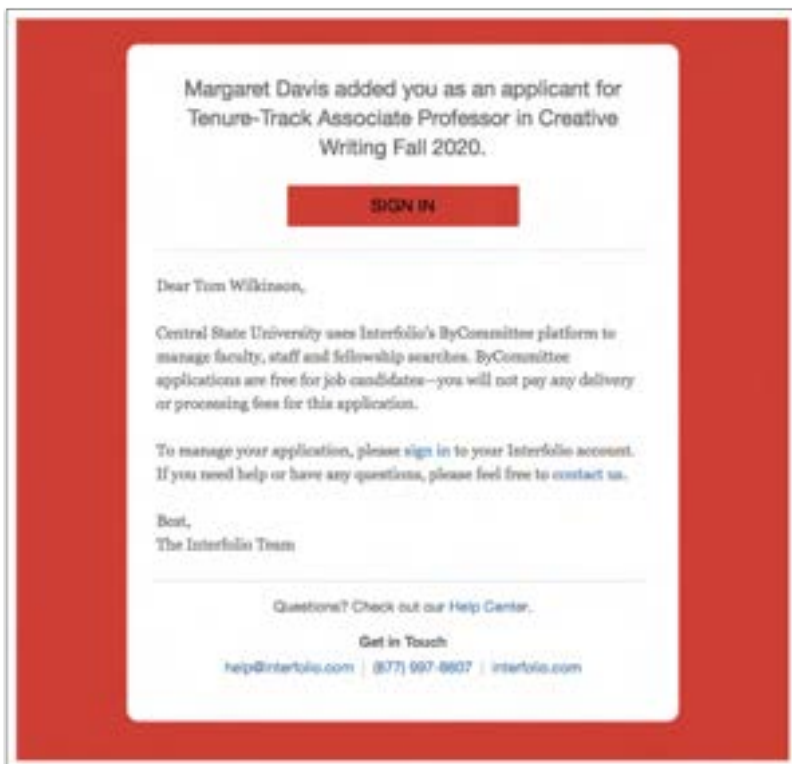 Margaret Davis added you as an applicant for
Tenure-Track Associate Professor in Creative
Writing Fall 2020.
SIGN IN
Dear Tom Wilkinson,
Central State University uses Interfolio's ByCommittee platform to
manage faculty, staff and fellowship searches. ByCommittee
applications are free for job candidates—you will not pay any delivery
or processing fees for this application.
To manage your application, please sign in to your Interfolio account.
If you need help or have any questions, please feel free to contact us.
Best,
The Interfolio Team
Questions? Check out our Help Center.
Get in Touch
help@interfolio.com | (877) 997-8807 | interfolio.com